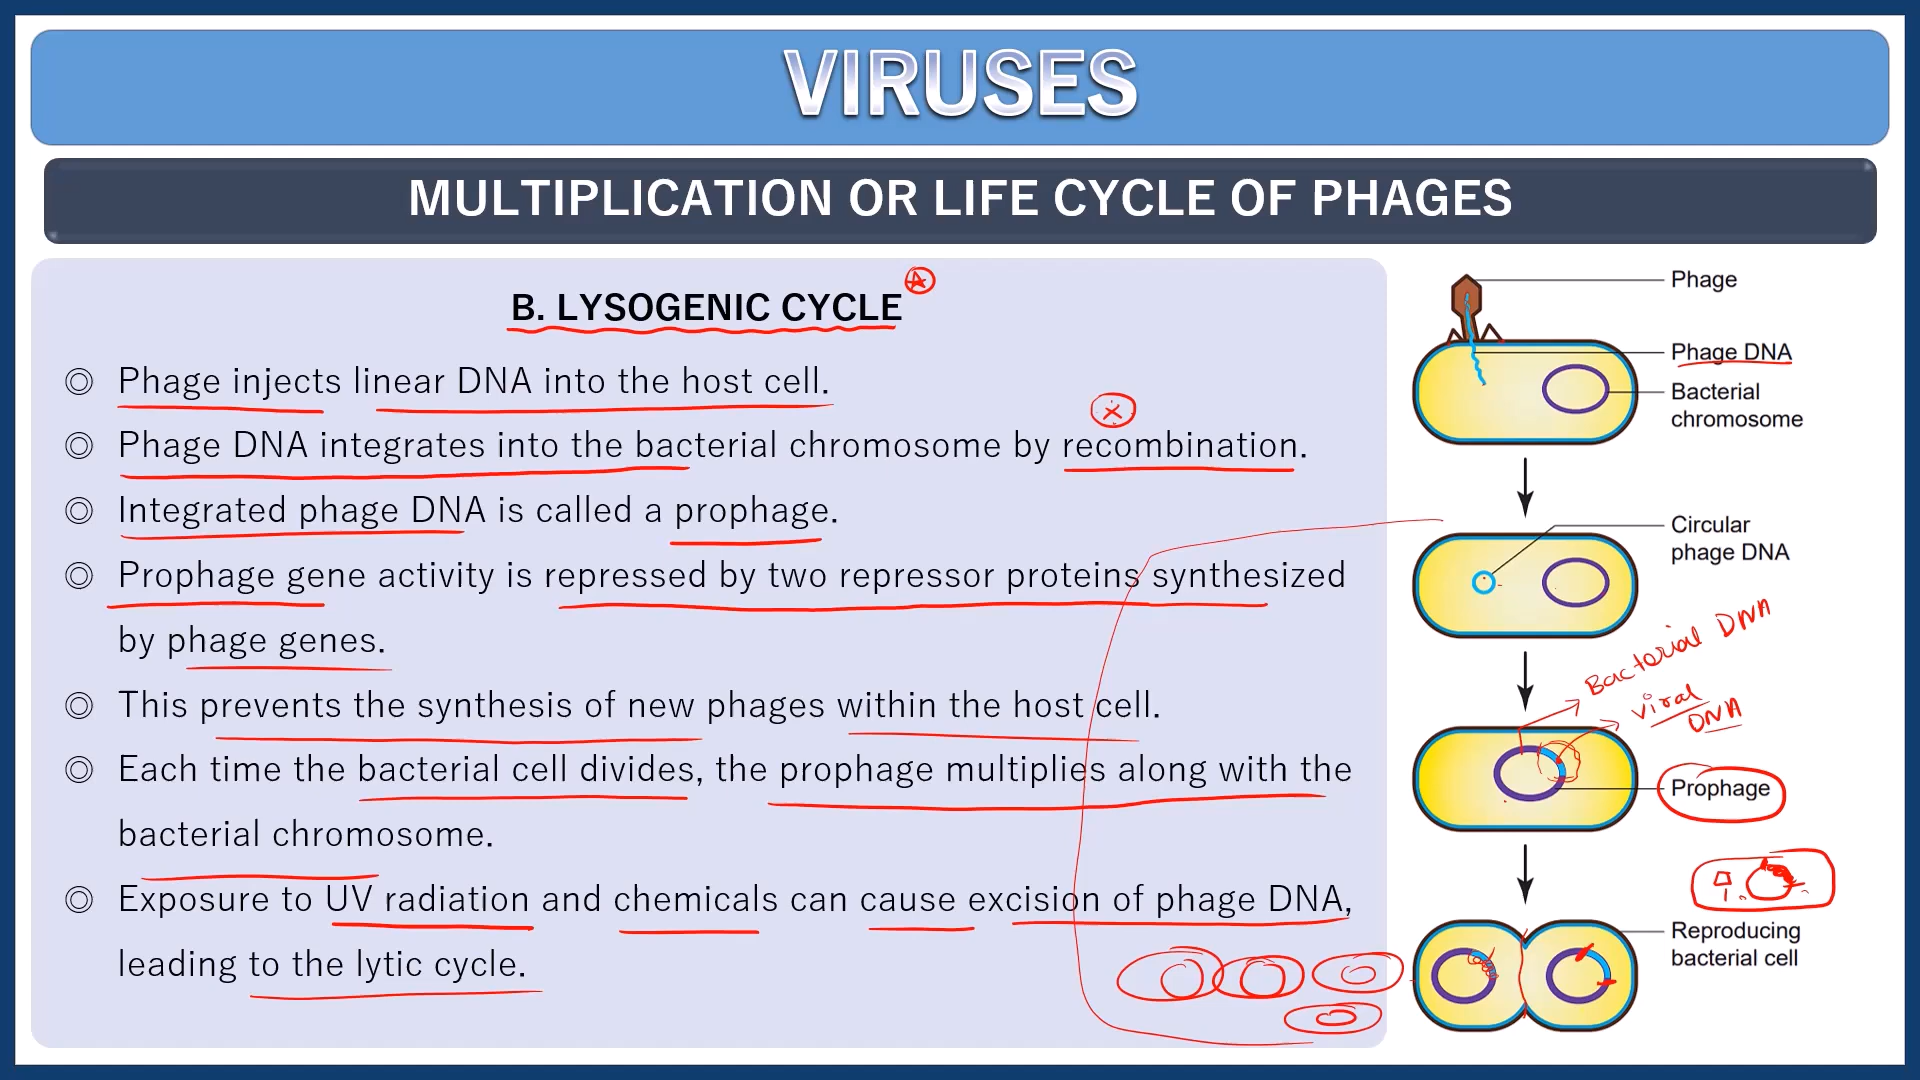 VIRUSES
MULTIPLICATION OR LIFE CYCLE OF PHAGES
B. LYSOGENIC CYCLE
◎ Phage injects linear DNA into the host cell.
◎ Phage DNA integrates into the bacterial chromosome by recombination.
◎ Integrated phage DNA is called a prophage.
◎ Prophage gene activity is repressed by two repressor proteins synthesized
by phage genes.
◎ This prevents the synthesis of new phages within the host cell.
◎ Each time the bacterial cell divides, the prophage multiplies along with the
bacterial chromosome.
◎ Exposure to UV radiation and chemicals can cause excision of phage DNA,
leading to the lytic cycle.
Phage
Phage DNA
Bacterial
chromosome
Circular
phage DNA
Bacterial DNA
viral
DNA
Prophage
Reproducing
bacterial cell